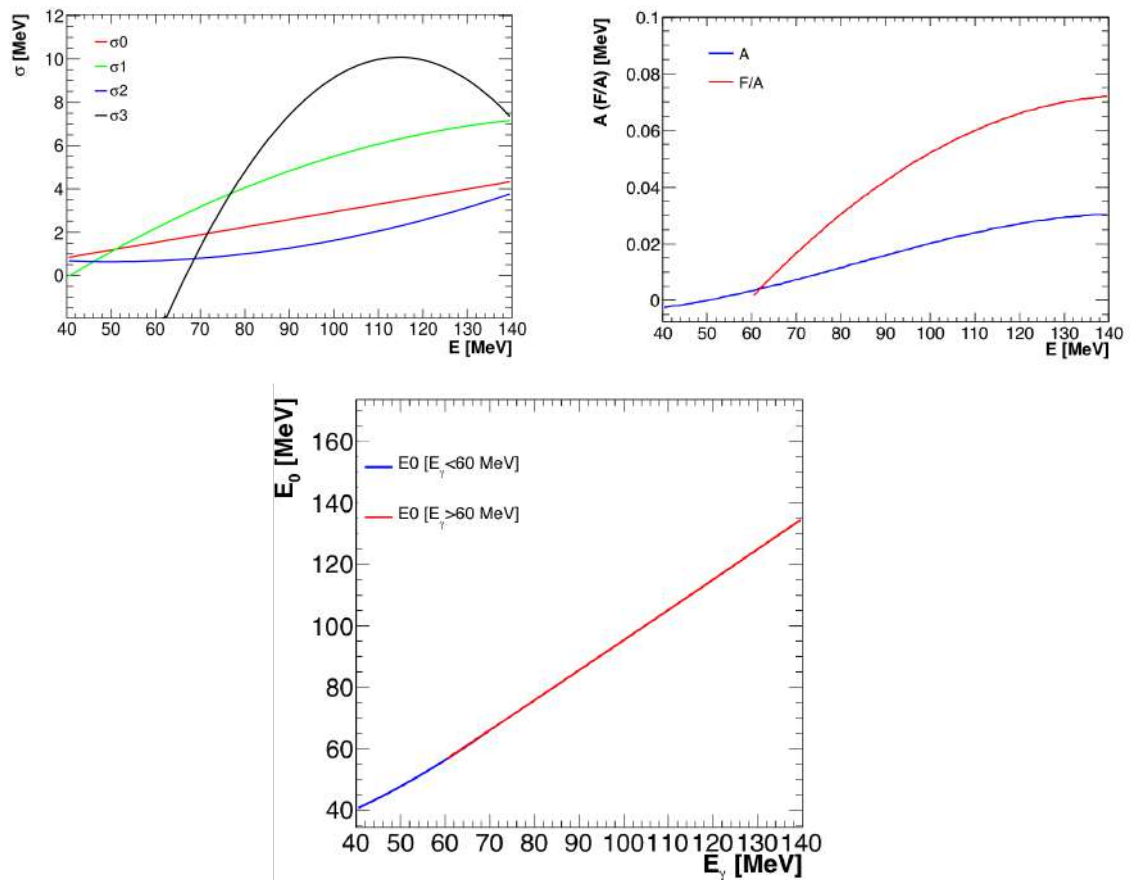 σ [MeV]
12
10
8
6
4
2
0
σ0
σ1
σ2
σ3
40 50 60 70 80 90 100 110 120 130 140
E [MeV]
A (F/A) [MeV]
0.1
0.08
0.06
0.04
0.02
0
A
F/A
40 50 60 70 80 90 100 110 120 130 140
E [MeV]
E₀ [MeV]
160
140
120
100
80
60
40
E0 [E_γ<60 MeV]
E0 [E_γ>60 MeV]
40 50 60 70 80 90 100 110 120 130 140
E_γ [MeV]